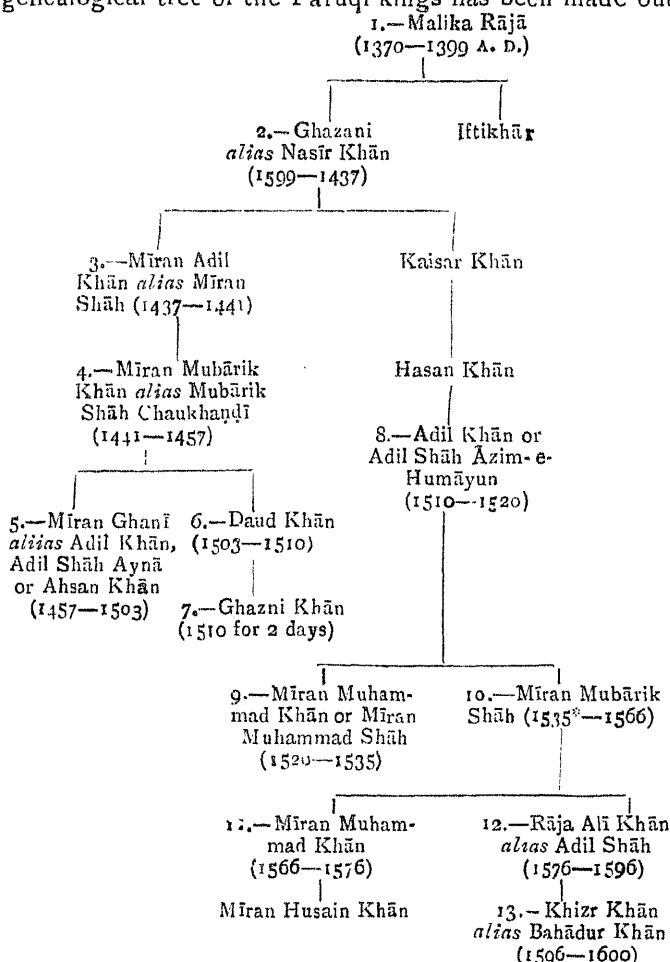 genealogical tree of the Faruqi kings has been made out
1.—Malika Rājā
(1370—1399 A. D.)
2.—Ghazani
alias Nasīr Khān
(1599—1437)
Iftikhār
3.—Mīran Adil
Khān alias Mīran
Shāh (1437—1441)
Kaisar Khān
4.—Mīran Mubārik
Khān alias Mubārik
Shāh Chaukhaṇḍī
(1441—1457)
Hasan Khān
8.—Adil Khān or
Adil Shāh Āzim-e-
Humāyun
(1510—1520)
5.—Mīran Ghanī
aliias Adil Khān,
Adil Shāh Aynā
or Ahsan Khān
(1457—1503)
6.—Daud Khān
(1503—1510)
7.—Ghazni Khān
(1510 for 2 days)
9.—Mīran Muham-
mad Khān or Mīran
Muhammad Shāh
(1520—1535)
10.—Mīran Mubārik
Shāh (1535*—1566)
11.—Mīran Muham-
mad Khān
(1566—1576)
Mīran Husain Khān
12.—Rāja Alī Khān
alias Adil Shāh
(1576—1596)
13.—Khizr Khān
alias Bahādur Khān
(1596—1600)